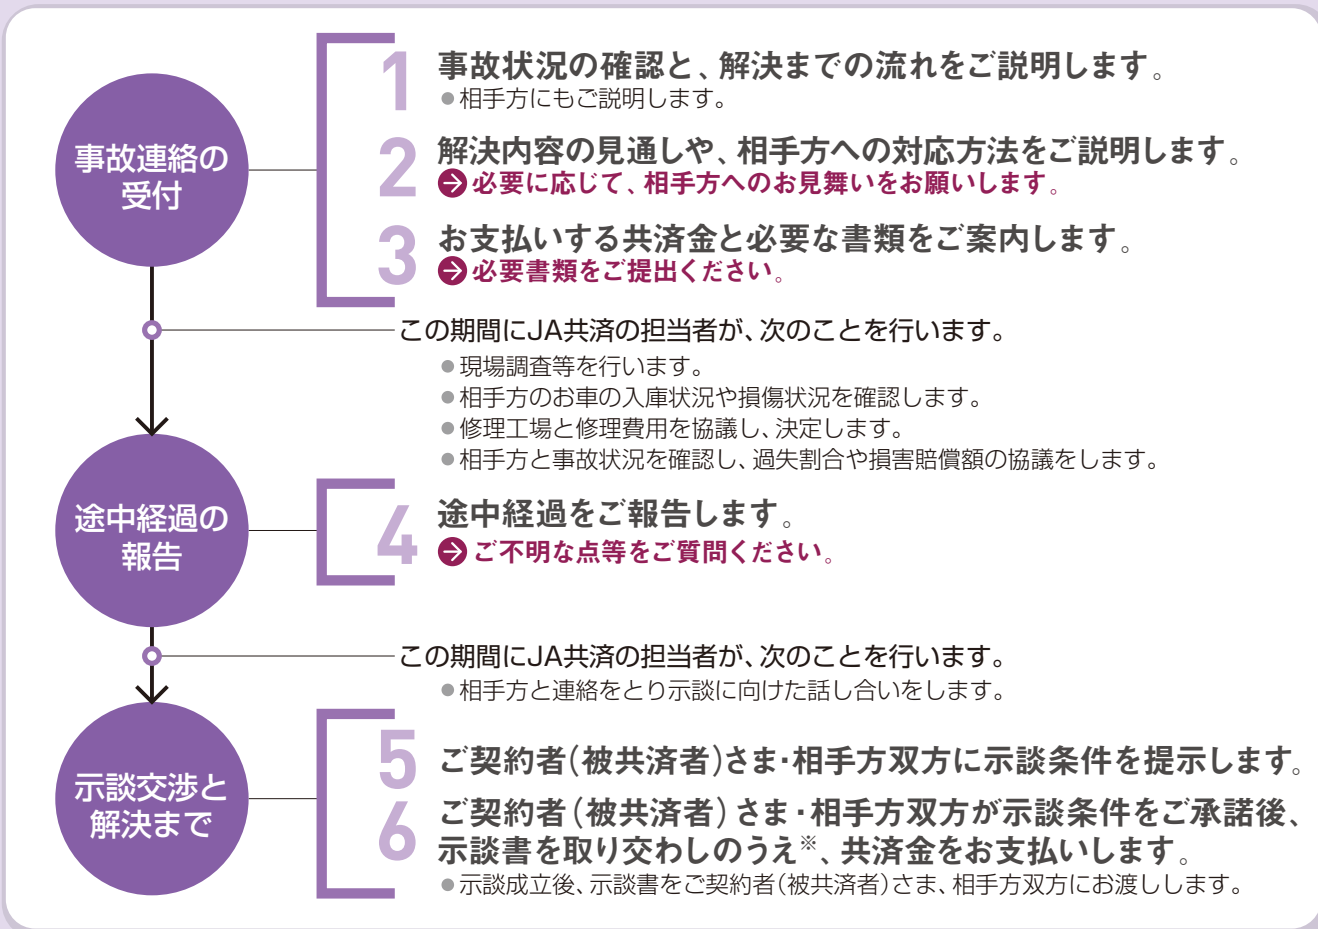 事故連絡の
受付
1 事故状況の確認と、解決までの流れをご説明します。
●相手方にもご説明します。
2 解決内容の見通しや、相手方への対応方法をご説明します。
必要に応じて、相手方へのお見舞いをお願いします。
3 お支払いする共済金と必要な書類をご案内します。
必要書類をご提出ください。
この期間にJA共済の担当者が、次のことを行います。
●現場調査等を行います。
●相手方のお車の入庫状況や損傷状況を確認します。
●修理工場と修理費用を協議し、決定します。
●相手方と事故状況を確認し、過失割合や損害賠償額の協議をします。
途中経過の
報告
4 途中経過をご報告します。
ご不明な点等をご質問ください。
この期間にJA共済の担当者が、次のことを行います。
●相手方と連絡をとり示談に向けた話し合いをします。
示談交渉と
解決まで
5 ご契約者(被共済者)さま・相手方双方に示談条件を提示します。
6 ご契約者(被共済者)さま・相手方双方が示談条件をご承諾後、
示談書を取り交わしのうえ※、共済金をお支払いします。
●示談成立後、示談書をご契約者(被共済者)さま、相手方双方にお渡しします。